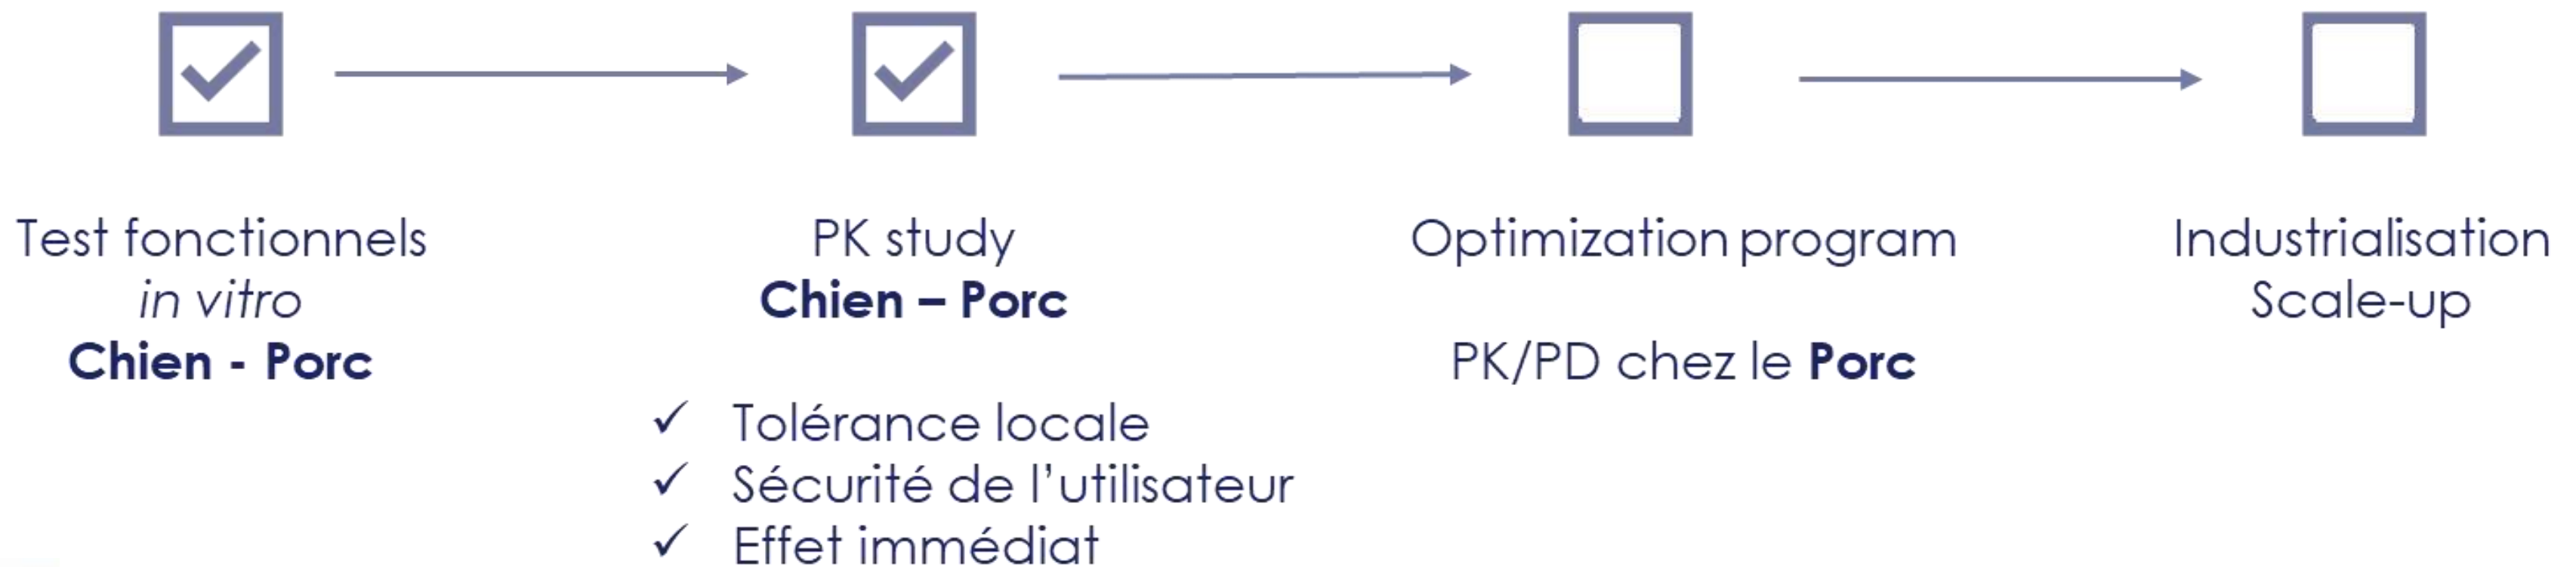 Test fonctionnels
in vitro
Chien - Porc
PK study
Chien – Porc
✓ Tolérance locale
✓ Sécurité de l'utilisateur
✓ Effet immédiat
Optimization program
PK/PD chez le Porc
Industrialisation
Scale-up